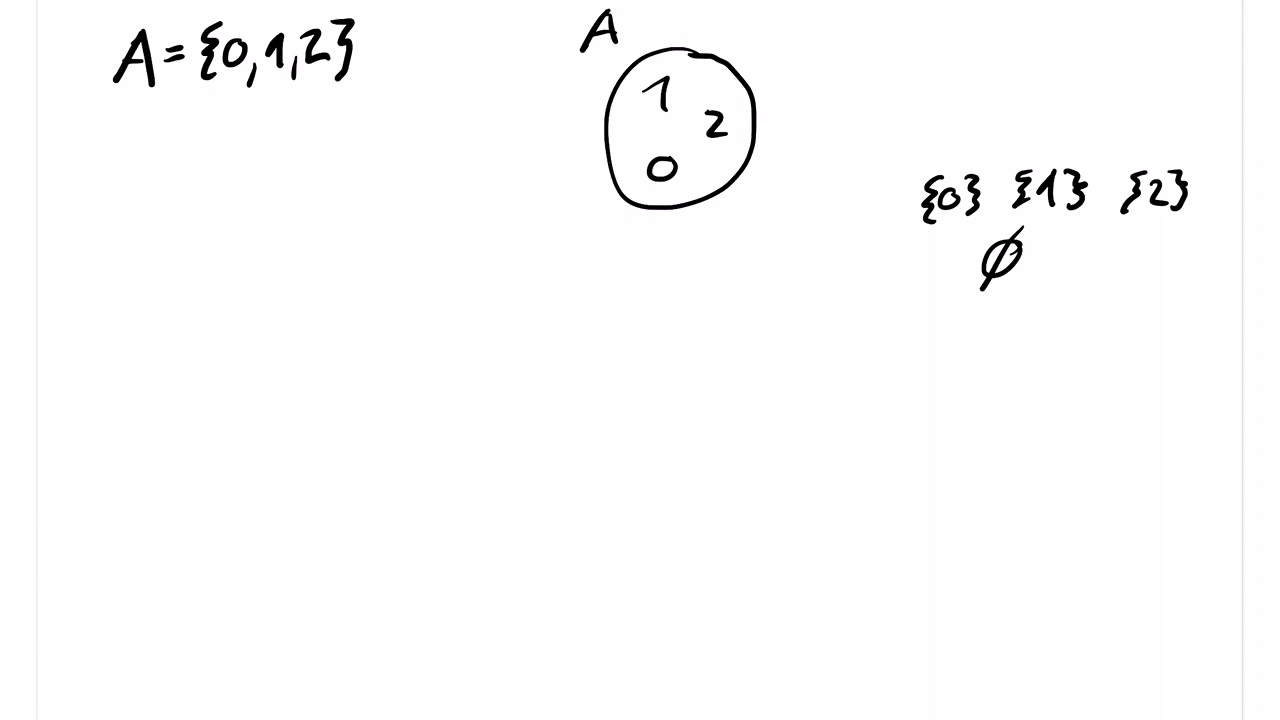 A={0,1,2}
A
1
2
0
{0} {1} {2}
∅